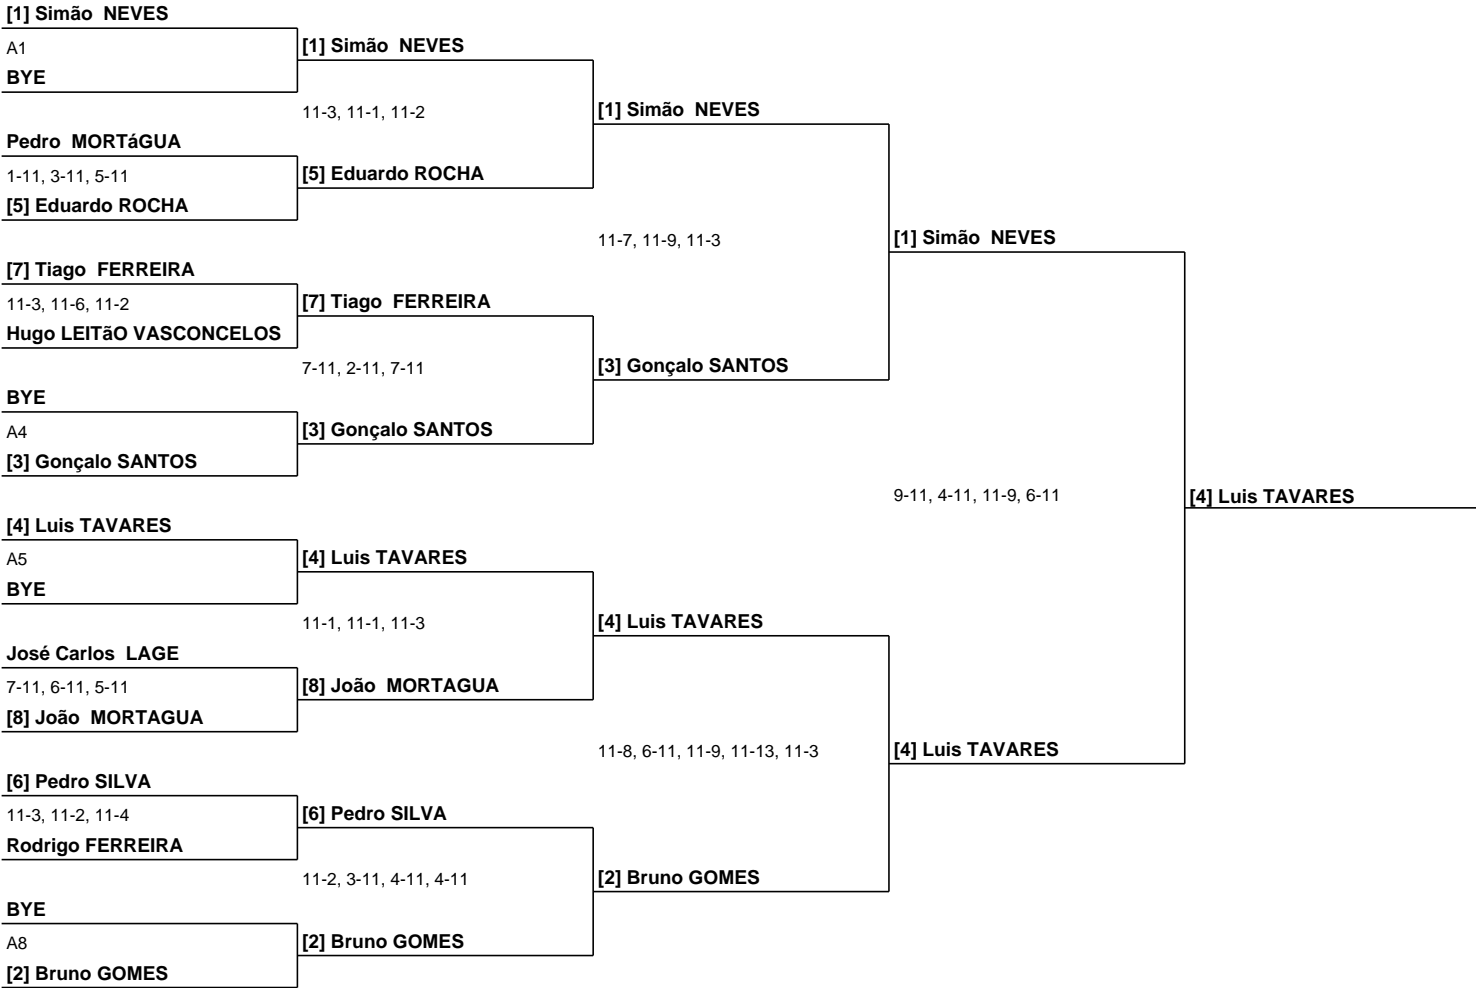 [1] Simão  NEVES
A1
BYE
Pedro  MORTáGUA
1-11, 3-11, 5-11
[5] Eduardo ROCHA
[7] Tiago  FERREIRA
11-3, 11-6, 11-2
Hugo LEITãO VASCONCELOS
BYE
A4
[3] Gonçalo SANTOS
[4] Luis TAVARES
A5
BYE
José Carlos  LAGE
7-11, 6-11, 5-11
[8] João  MORTAGUA
[6] Pedro SILVA
11-3, 11-2, 11-4
Rodrigo FERREIRA
BYE
A8
[2] Bruno GOMES
[1] Simão  NEVES
11-3, 11-1, 11-2
[5] Eduardo ROCHA
[7] Tiago  FERREIRA
7-11, 2-11, 7-11
[3] Gonçalo SANTOS
[4] Luis TAVARES
11-1, 11-1, 11-3
[8] João  MORTAGUA
[6] Pedro SILVA
11-2, 3-11, 4-11, 4-11
[2] Bruno GOMES
[1] Simão  NEVES
11-7, 11-9, 11-3
[3] Gonçalo SANTOS
[4] Luis TAVARES
11-8, 6-11, 11-9, 11-13, 11-3
[2] Bruno GOMES
[1] Simão  NEVES
9-11, 4-11, 11-9, 6-11
[4] Luis TAVARES
[4] Luis TAVARES